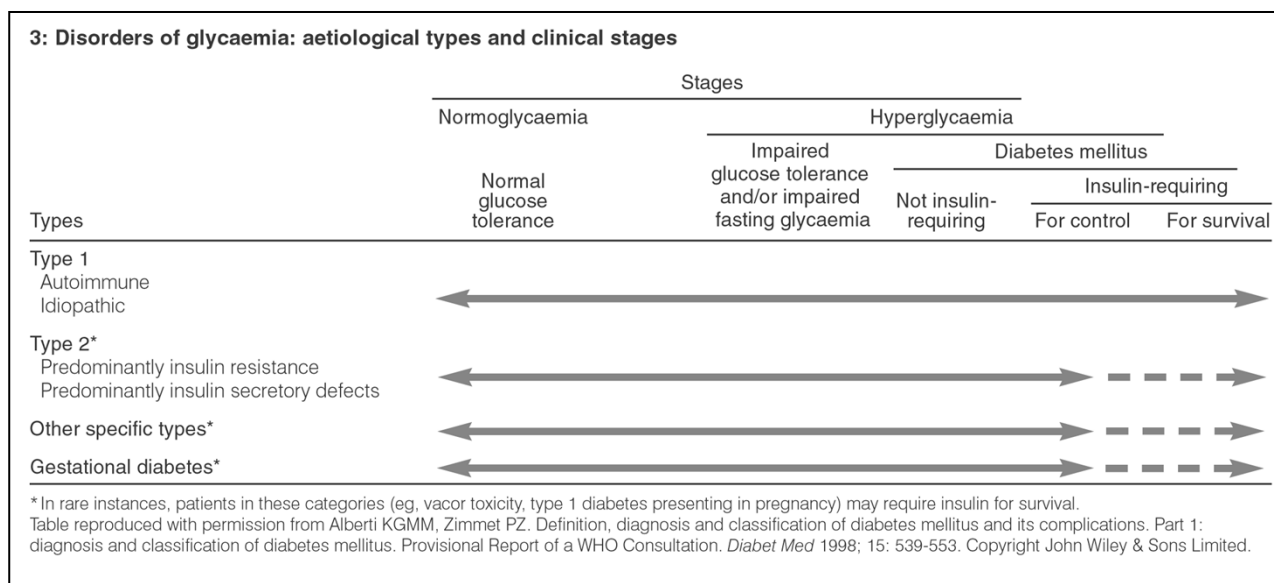 3: Disorders of glycaemia: aetiological types and clinical stages
Stages
Normoglycaemia
Hyperglycaemia
Normal
glucose
tolerance
Impaired
glucose tolerance
and/or impaired
fasting glycaemia
Diabetes mellitus
Not insulin-
requiring
Insulin-requiring
For control
For survival
Types
Type 1
Autoimmune
Idiopathic
Type 2*
Predominantly insulin resistance
Predominantly insulin secretory defects
Other specific types*
Gestational diabetes*
*In rare instances, patients in these categories (eg, vacor toxicity, type 1 diabetes presenting in pregnancy) may require insulin for survival.
Table reproduced with permission from Alberti KGMM, Zimmet PZ. Definition, diagnosis and classification of diabetes mellitus and its complications. Part 1:
diagnosis and classification of diabetes mellitus. Provisional Report of a WHO Consultation. Diabet Med 1998; 15: 539-553. Copyright John Wiley & Sons Limited.